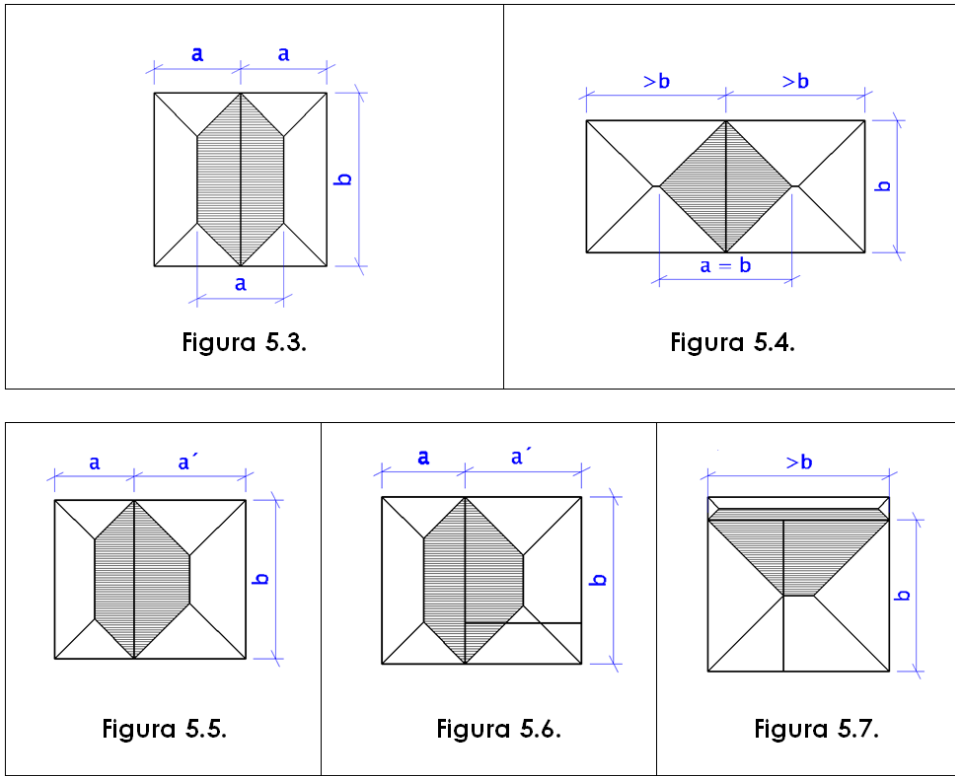 a a
b
a
Figura 5.3.
>b >b
b
a = b
Figura 5.4.
a a´
b
Figura 5.5.
a a´
b
Figura 5.6.
>b
b
Figura 5.7.